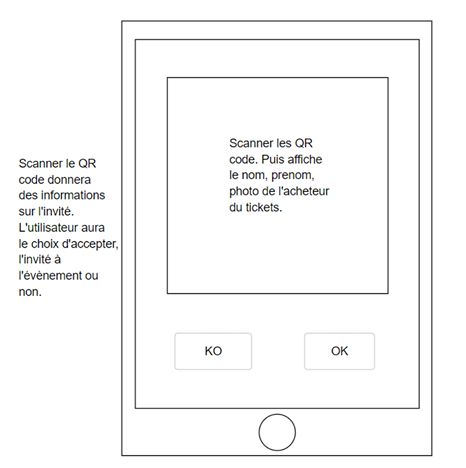 Scanner le QR
code donnera
des informations
sur l'invité.
L'utilisateur aura
le choix d'accepter,
l'invité à
l'évènement ou
non.
Scanner les QR
code. Puis affiche
le nom, prenom,
photo de l'acheteur
du tickets.
KO
OK